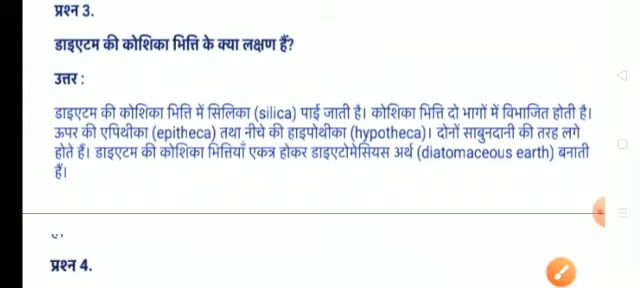 प्रश्न 3.
डाइएटम की कोशिका भित्ति के क्या लक्षण हैं?
उत्तर :
डाइएटम की कोशिका भित्ति में सिलिका (silica) पाई जाती है। कोशिका भित्ति दो भागों में विभाजित होती है।
ऊपर की एपिथीका (epitheca) तथा नीचे की हाइपोथीका (hypotheca)। दोनों साबुनदानी की तरह लगे
होते हैं। डाइएटम की कोशिका भित्तियाँ एकत्र होकर डाइएटोमेसियस अर्थ (diatomaceous earth) बनाती
हैं।
प्रश्न 4.